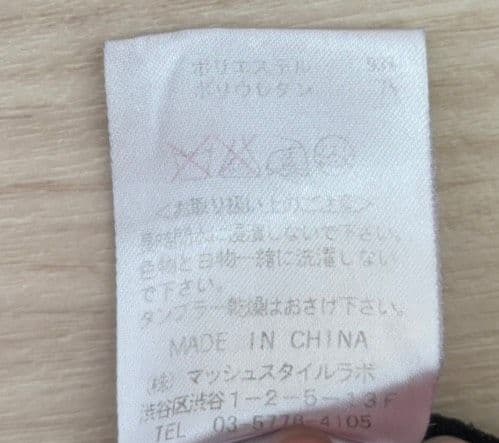 ポリエステル 93%
ポリウレタン 7%
<お取り扱い上のご注意>
長時間水に浸漬しないで下さい。
色物と白物一緒に洗濯しない
で下さい。
タンブラー乾燥はおさけ下さい。
MADE IN CHINA
(株)マッシュスタイルラボ
渋谷区渋谷1-2-5-13F
TEL 03-5778-4105